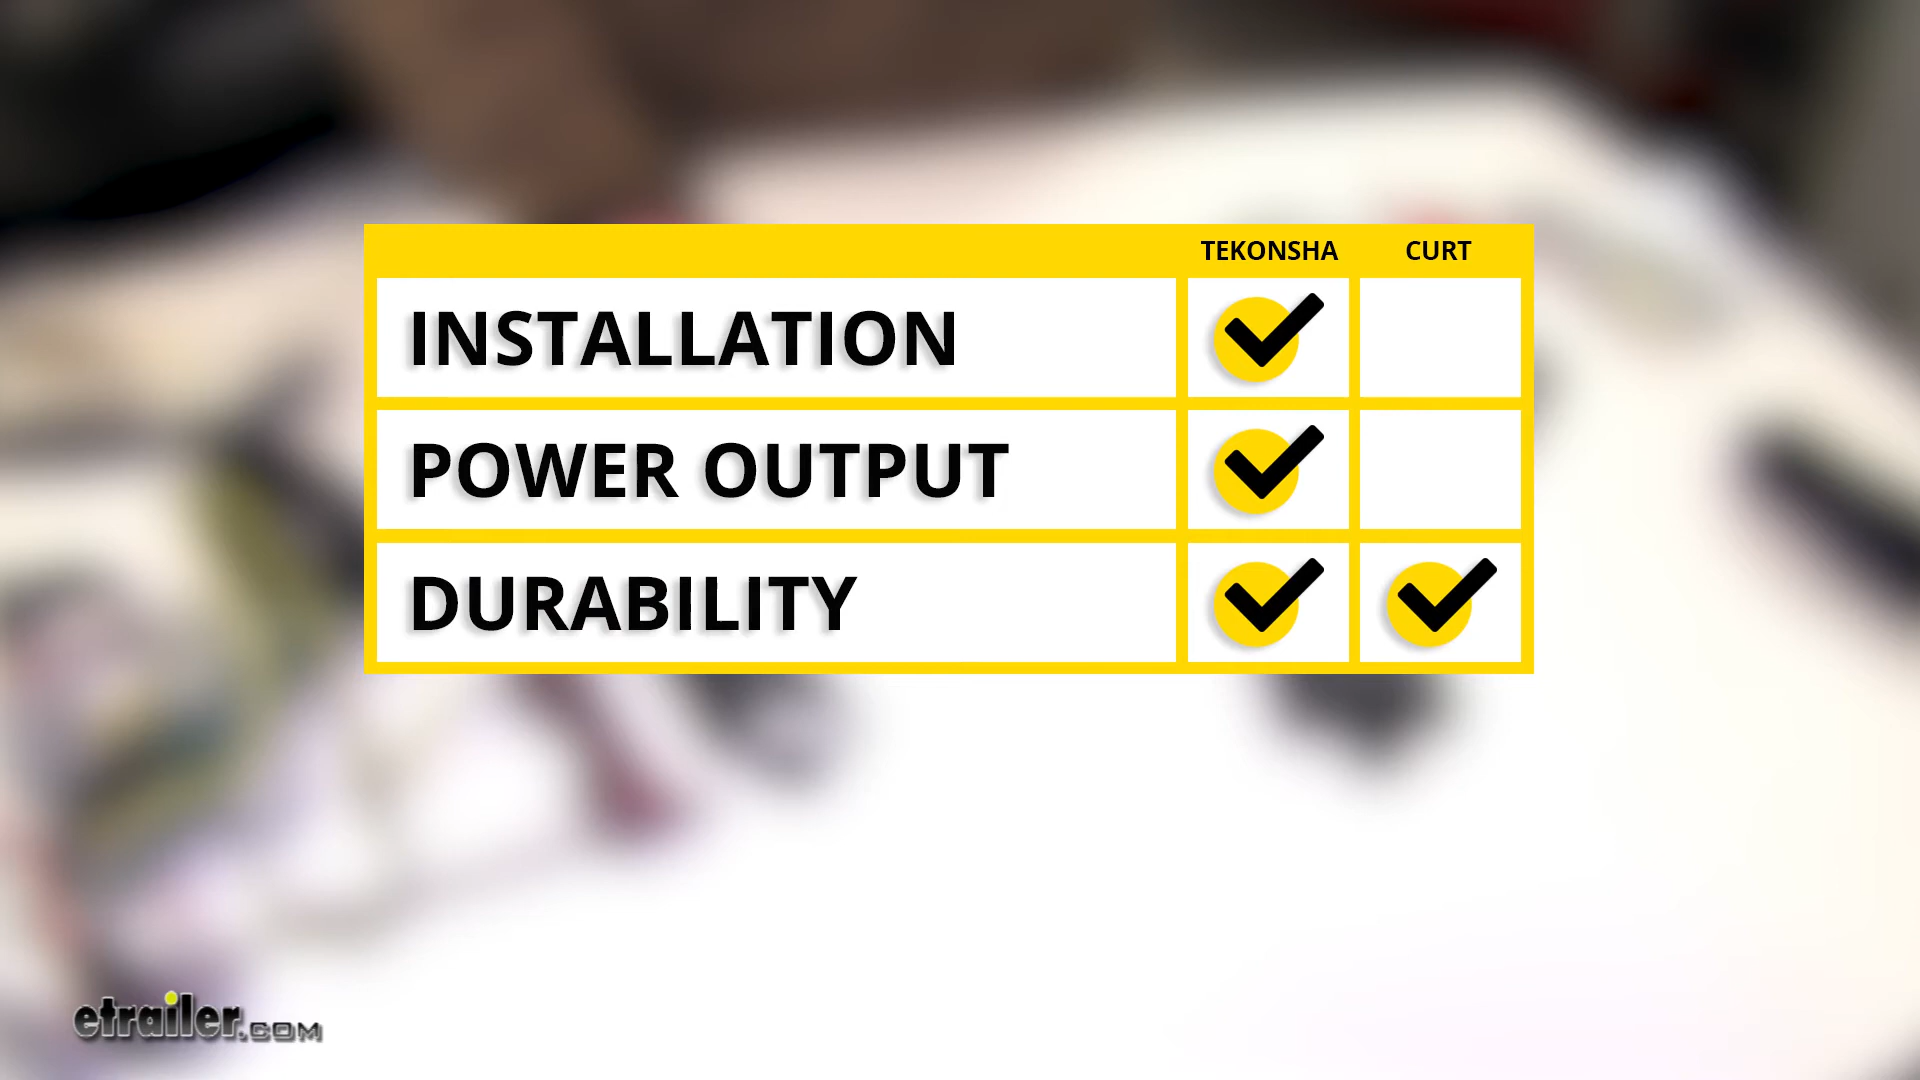 TEKONSHA CURT
INSTALLATION
POWER OUTPUT
DURABILITY
etrailer.com